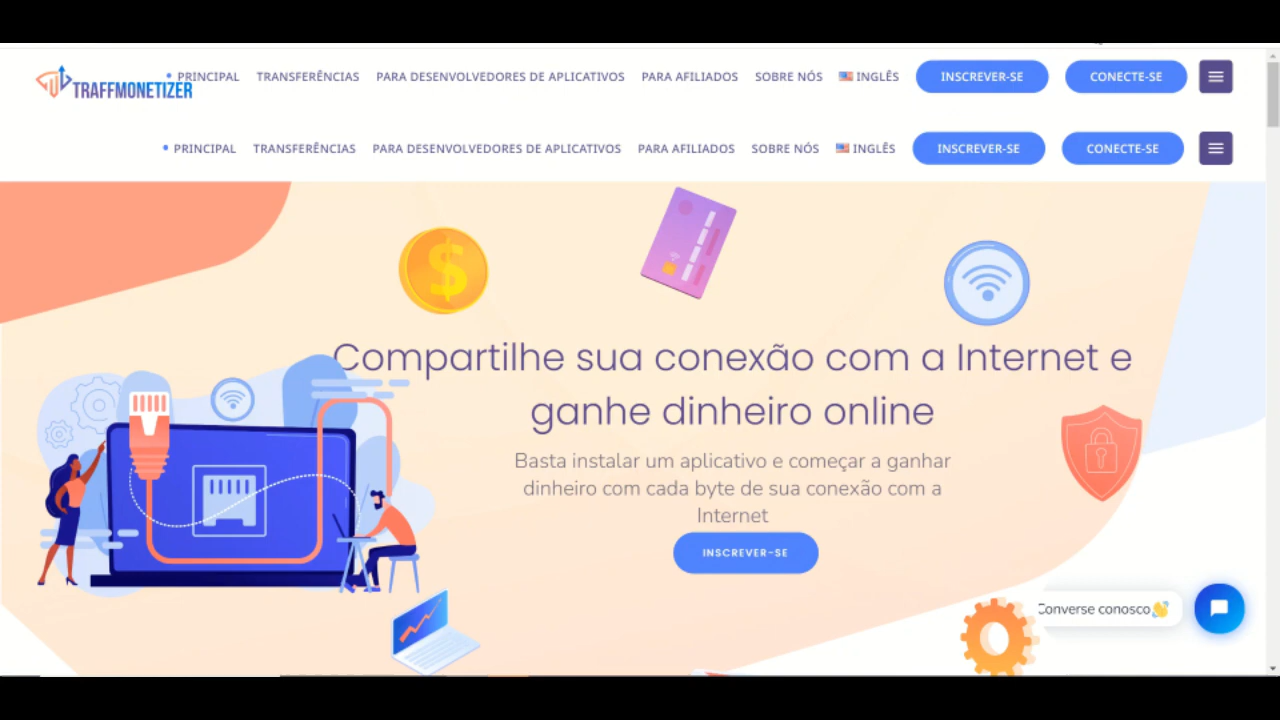 TRAFFMONETIZER
PRINCIPAL TRANSFERÊNCIAS PARA DESENVOLVEDORES DE APLICATIVOS PARA AFILIADOS SOBRE NÓS INGLÊS INSCREVER-SE CONECTE-SE
PRINCIPAL TRANSFERÊNCIAS PARA DESENVOLVEDORES DE APLICATIVOS PARA AFILIADOS SOBRE NÓS INGLÊS INSCREVER-SE CONECTE-SE
$
Compartilhe sua conexão com a Internet e
ganhe dinheiro online
Basta instalar um aplicativo e começar a ganhar
dinheiro com cada byte de sua conexão com a
Internet
INSCREVER-SE
Converse conosco👋